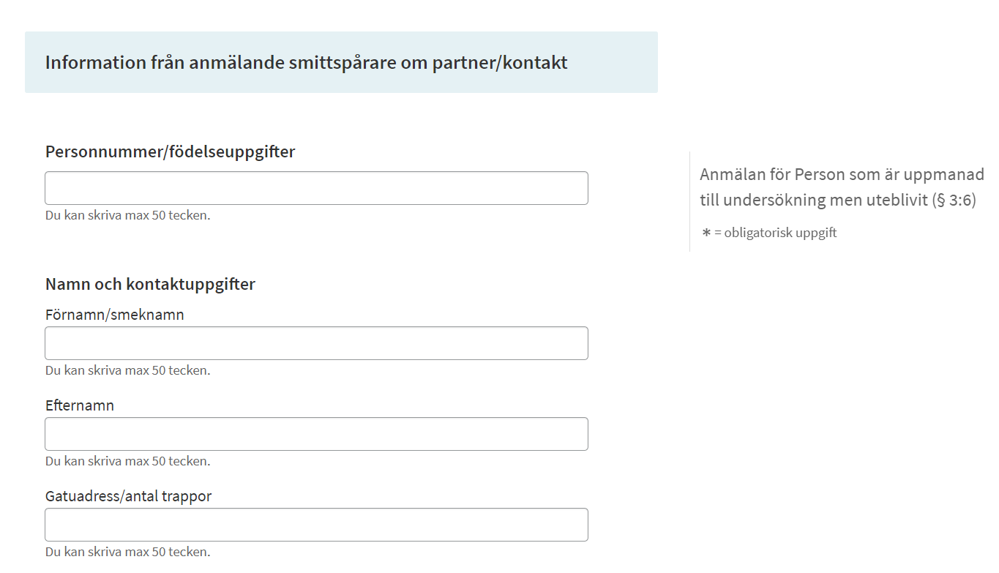 Information från anmälande smittspårare om partner/kontakt
Personnummer/födelseuppgifter
Du kan skriva max 50 tecken.
Anmälan för Person som är uppmanad
till undersökning men uteblivit (§ 3:6)
* = obligatorisk uppgift
Namn och kontaktuppgifter
Förnamn/smeknamn
Du kan skriva max 50 tecken.
Efternamn
Du kan skriva max 50 tecken.
Gatuadress/antal trappor
Du kan skriva max 50 tecken.